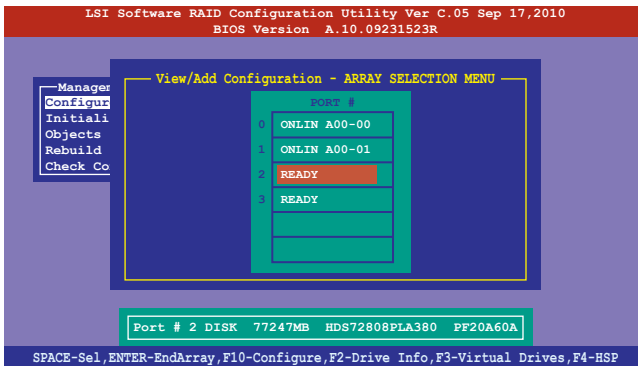 LSI Software RAID Configuration Utility Ver C.05 Sep 17,2010
BIOS Version A.10.09231523R
View/Add Configuration - ARRAY SELECTION MENU
Managem
Configure
Initiali
Objects
Rebuild
Check Co
PORT #
0 ONLIN A00-00
1 ONLIN A00-01
2 READY
3 READY
Port # 2 DISK 77247MB HDS72808PLA380 PF20A60A
SPACE-Sel,ENTER-EndArray,F10-Configure,F2-Drive Info,F3-Virtual Drives,F4-HSP